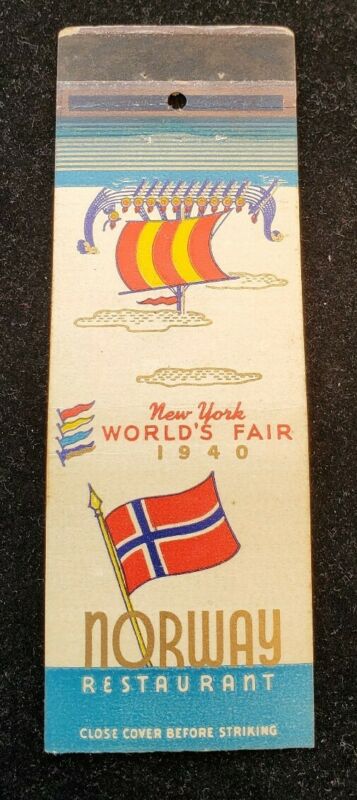 New York
WORLD'S FAIR
1940
NORWAY
RESTAURANT
CLOSE COVER BEFORE STRIKING